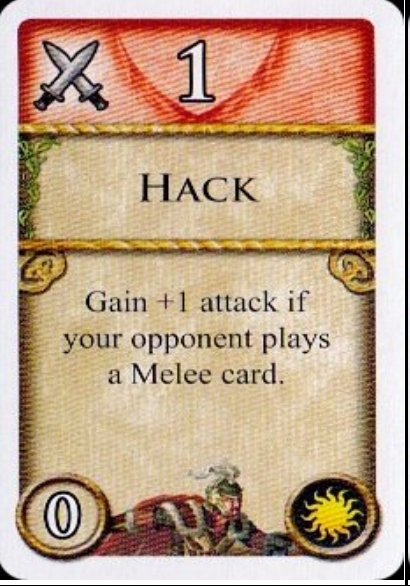 1
HACK
Gain +1 attack if
your opponent plays
a Melee card.
0